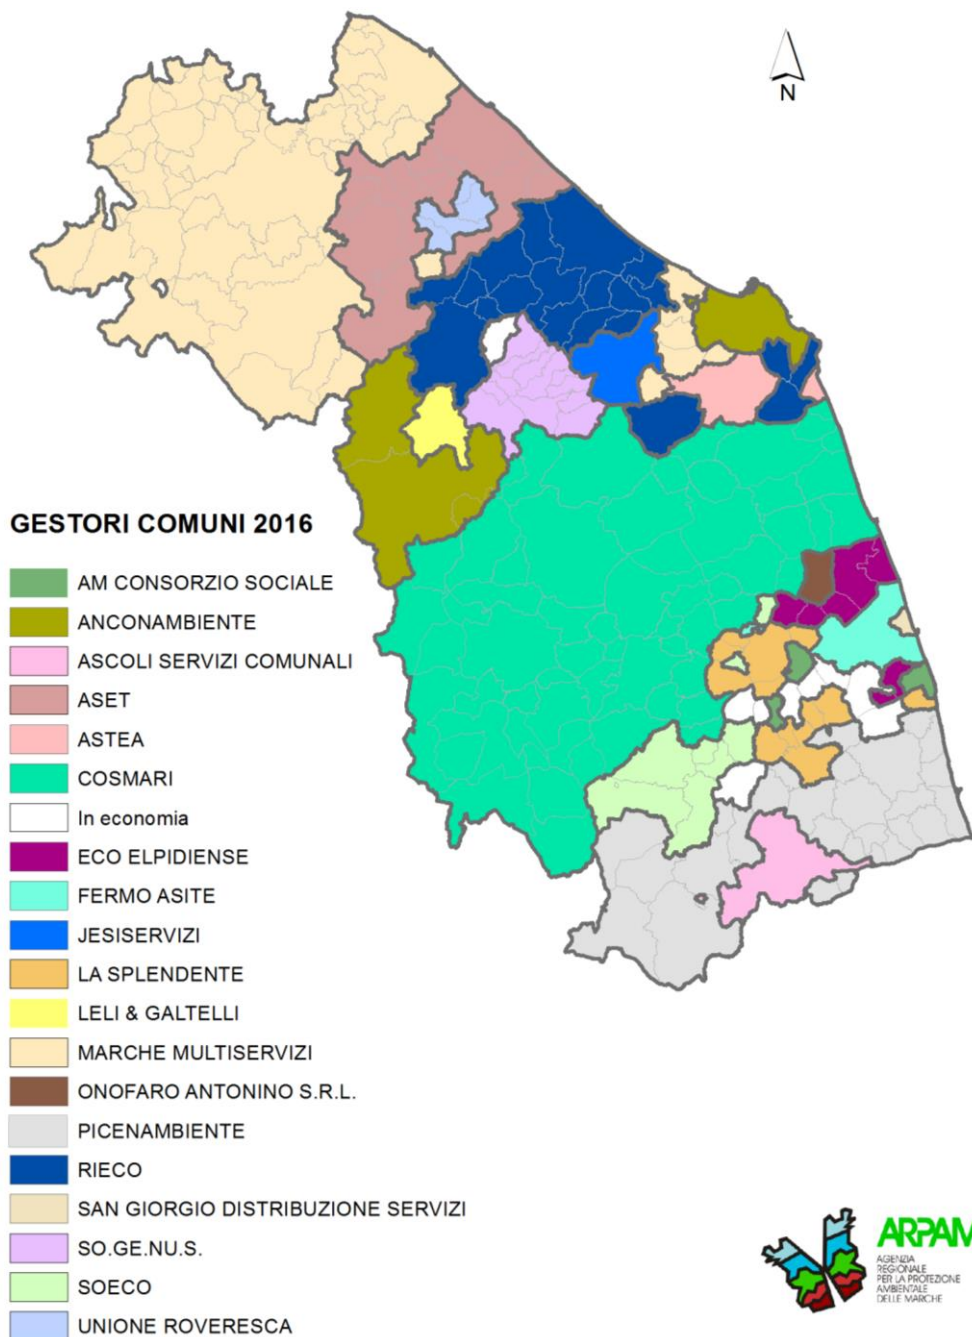 N
GESTORI COMUNI 2016
AM CONSORZIO SOCIALE
ANCONAMBIENTE
ASCOLI SERVIZI COMUNALI
ASET
ASTEA
COSMARI
In economia
ECO ELPIDIENSE
FERMO ASITE
JESISERVIZI
LA SPLENDENTE
LELI & GALTELLI
MARCHE MULTISERVIZI
ONOFARO ANTONINO S.R.L.
PICENAMBIENTE
RIECO
SAN GIORGIO DISTRIBUZIONE SERVIZI
SO.GE.NU.S.
SOECO
UNIONE ROVERESCA
ARPAM
AGENZIA
REGIONALE
PER LA PROTEZIONE
AMBIENTALE
DELLE MARCHE